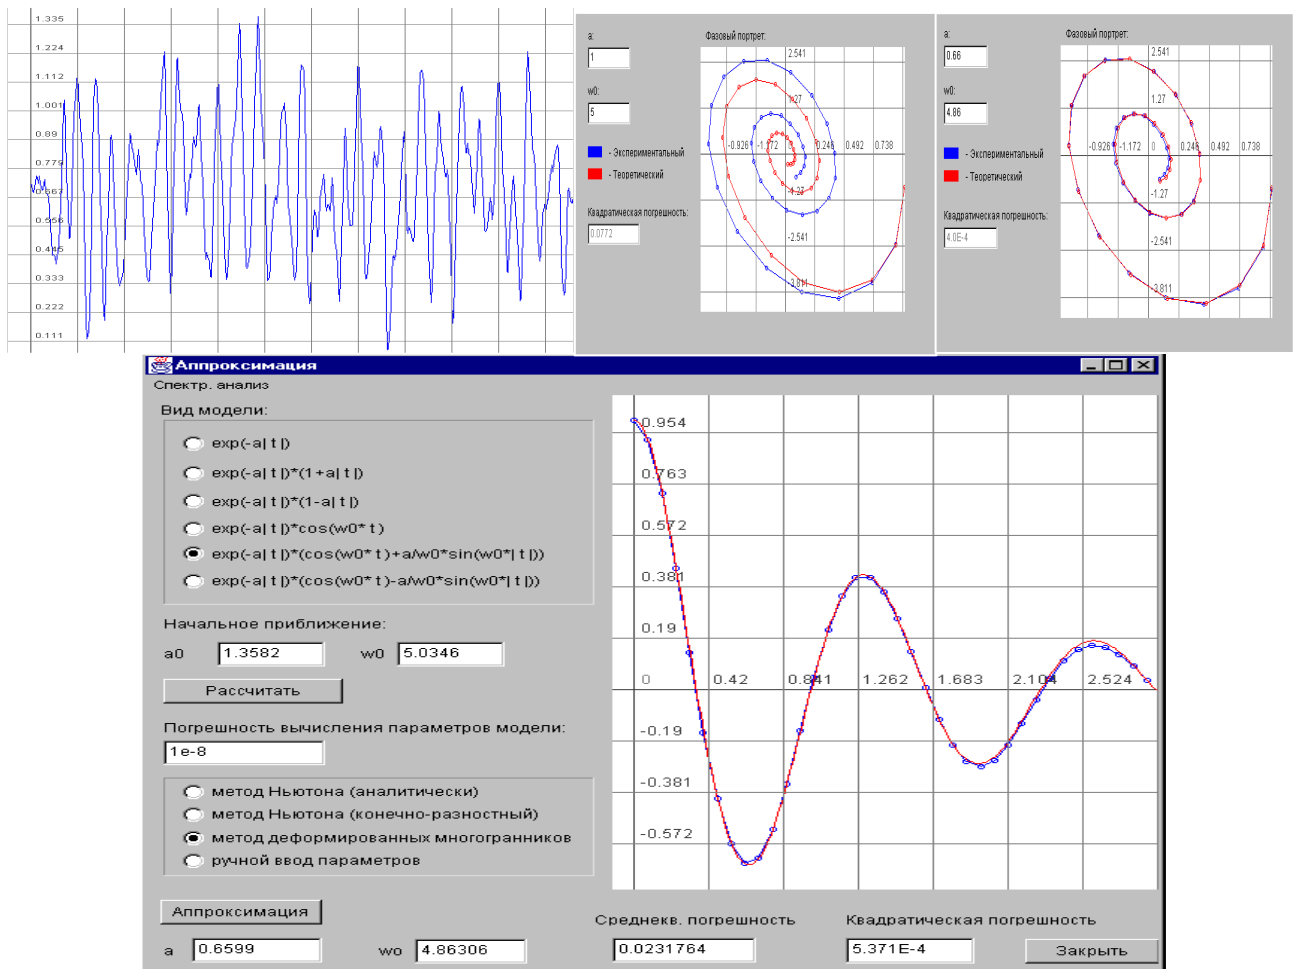 1.335
1.224
1.112
1.001
0.89
0.779
0.667
0.556
0.445
0.333
0.222
0.111
a:
1
w0:
5
- Экспериментальный
- Теоретический
Квадратическая погрешность:
0.0772
Фазовый портрет:
2.541
1.27
-0.926 -1.172 0.246 0.492 0.738
-1.27
-2.541
-3.811
a:
0.66
w0:
4.86
- Экспериментальный
- Теоретический
Квадратическая погрешность:
4.0E-4
Фазовый портрет:
2.541
1.27
-0.926 -1.172 0 0.246 0.492 0.738
-1.27
-2.541
-3.811
Аппроксимация
Спектр. анализ
Вид модели:
exp(-a| t |)
exp(-a| t |)*(1+a| t |)
exp(-a| t |)*(1-a| t |)
exp(-a| t |)*cos(w0* t )
exp(-a| t |)*(cos(w0* t )+a/w0*sin(w0*| t |))
exp(-a| t |)*(cos(w0* t )-a/w0*sin(w0*| t |))
Начальное приближение:
a0 1.3582 w0 5.0346
Рассчитать
Погрешность вычисления параметров модели:
1e-8
метод Ньютона (аналитически)
метод Ньютона (конечно-разностный)
метод деформированных многогранников
ручной ввод параметров
Аппроксимация
a 0.6599 wo 4.86306
0.954
0.763
0.572
0.381
0.19
0 0.42 0.841 1.262 1.683 2.104 2.524
-0.19
-0.381
-0.572
Среднекв. погрешность Квадратическая погрешность
0.0231764 5.371E-4 Закрыть